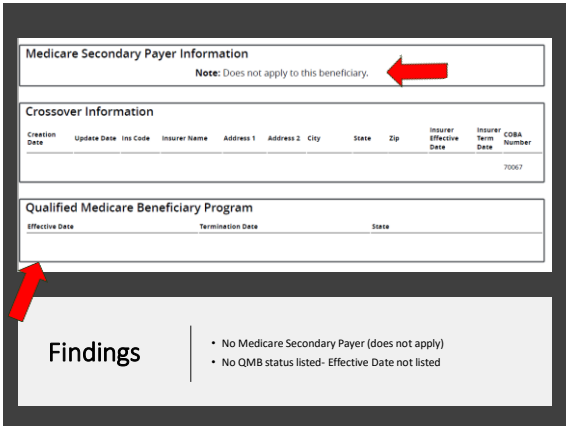 Medicare Secondary Payer Information
Note: Does not apply to this beneficiary.
Crossover Information
Creation Date Update Date Ins Code Insurer Name Address 1 Address 2 City State Zip Insurer Effective Date Insurer Term Date COBA Number
70067
Qualified Medicare Beneficiary Program
Effective Date Termination Date State
Findings
• No Medicare Secondary Payer (does not apply)
• No QMB status listed- Effective Date not listed